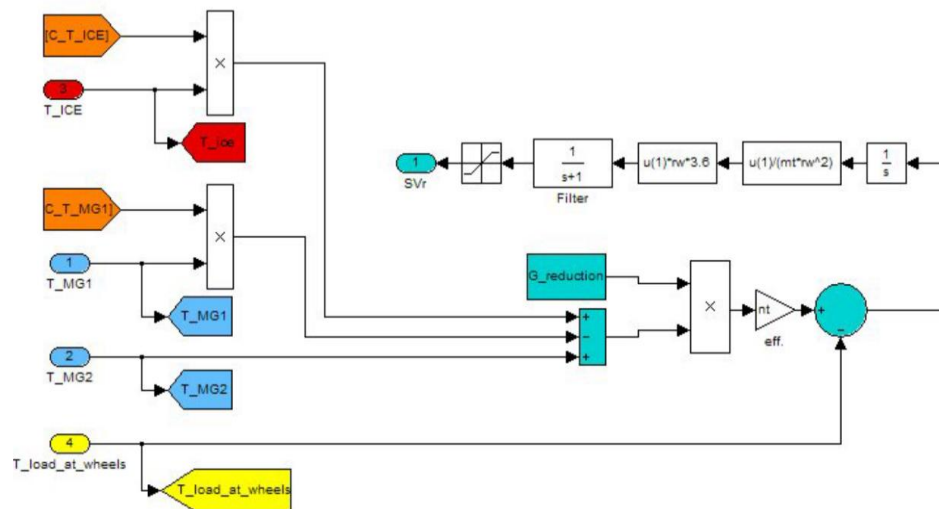 [C_T_ICE]
×
3
T_ICE
T_ice
1
SVr
1
s+1
Filter
u(1)*rw*3.6
u(1)/(mt*rw^2)
1
s
C_T_MG1]
×
1
T_MG1
T_MG1
G_reduction
×
nt
eff.
+
−
+
−
+
2
T_MG2
T_MG2
4
T_load_at_wheels
T_load_at_wheels